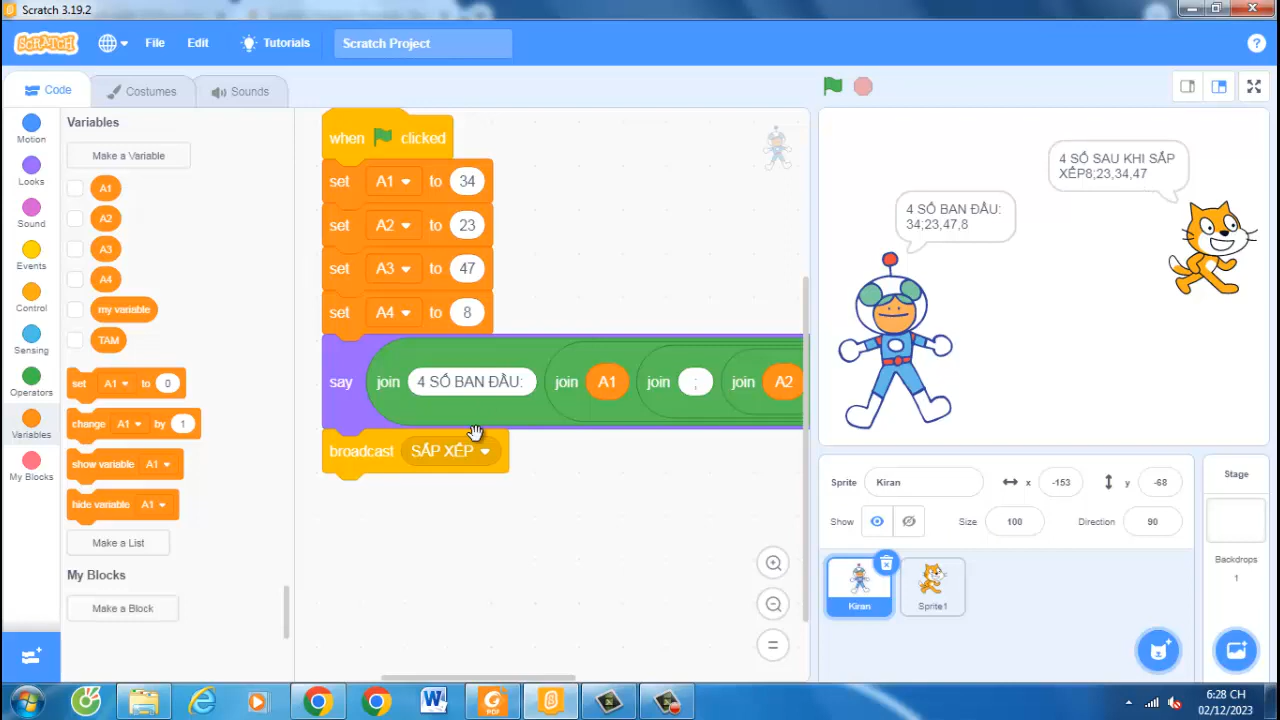 Scratch 3.19.2
SCRATCH
File
Edit
Tutorials
Scratch Project
?
Code
Costumes
Sounds
Motion
Looks
Sound
Events
Control
Sensing
Operators
Variables
My Blocks
Variables
Make a Variable
A1
A2
A3
A4
my variable
TAM
set A1 to 0
change A1 by 1
show variable A1
hide variable A1
Make a List
My Blocks
Make a Block
when clicked
set A1 to 34
set A2 to 23
set A3 to 47
set A4 to 8
say join 4 SỐ BAN ĐẦU: join A1 join ; join A2
broadcast SẮP XẾP
4 SỐ SAU KHI SẮP
XẾP8;23,34,47
4 SỐ BAN ĐẦU:
34;23,47,8
Sprite Kiran x -153 y -68
Show Size 100 Direction 90
Kiran
Sprite1
Stage
Backdrops
1
W
PDF
6:28 CH
02/12/2023